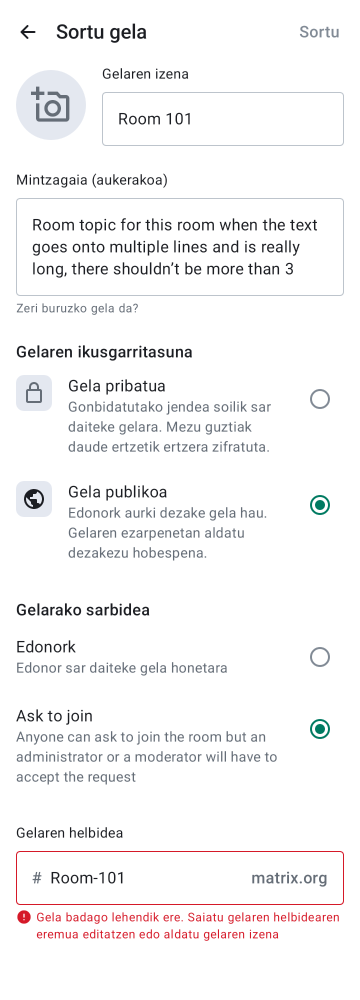 Sortu gela
Sortu
Gelaren izena
Room 101
Mintzagaia (aukerakoa)
Room topic for this room when the text
goes onto multiple lines and is really
long, there shouldn’t be more than 3
Zeri buruzko gela da?
Gelaren ikusgarritasuna
Gela pribatua
Gonbidatutako jendea soilik sar
daiteke gelara. Mezu guztiak
daude ertzetik ertzera zifratuta.
Gela publikoa
Edonork aurki dezake gela hau.
Gelaren ezarpenetan aldatu
dezakezu hobespena.
Gelarako sarbidea
Edonork
Edonor sar daiteke gela honetara
Ask to join
Anyone can ask to join the room but an
administrator or a moderator will have to
accept the request
Gelaren helbidea
# Room-101 matrix.org
Gela badago lehendik ere. Saiatu gelaren helbidearen
eremua editatzen edo aldatu gelaren izena